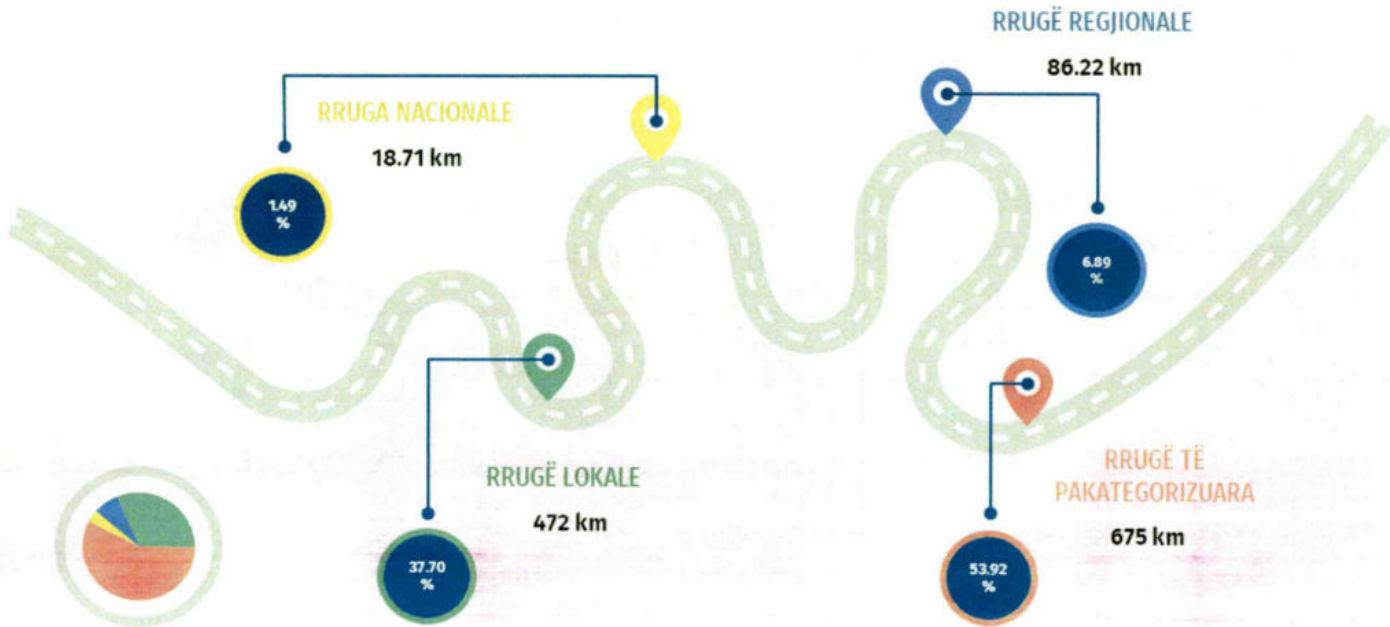 RRUGË REGJIONALE
86.22 km
RRUGA NACIONALE
18.71 km
1.49
%
6.89
%
RRUGË LOKALE
472 km
37.70
%
RRUGË TË
PAKATEGORIZUARA
675 km
53.92
%